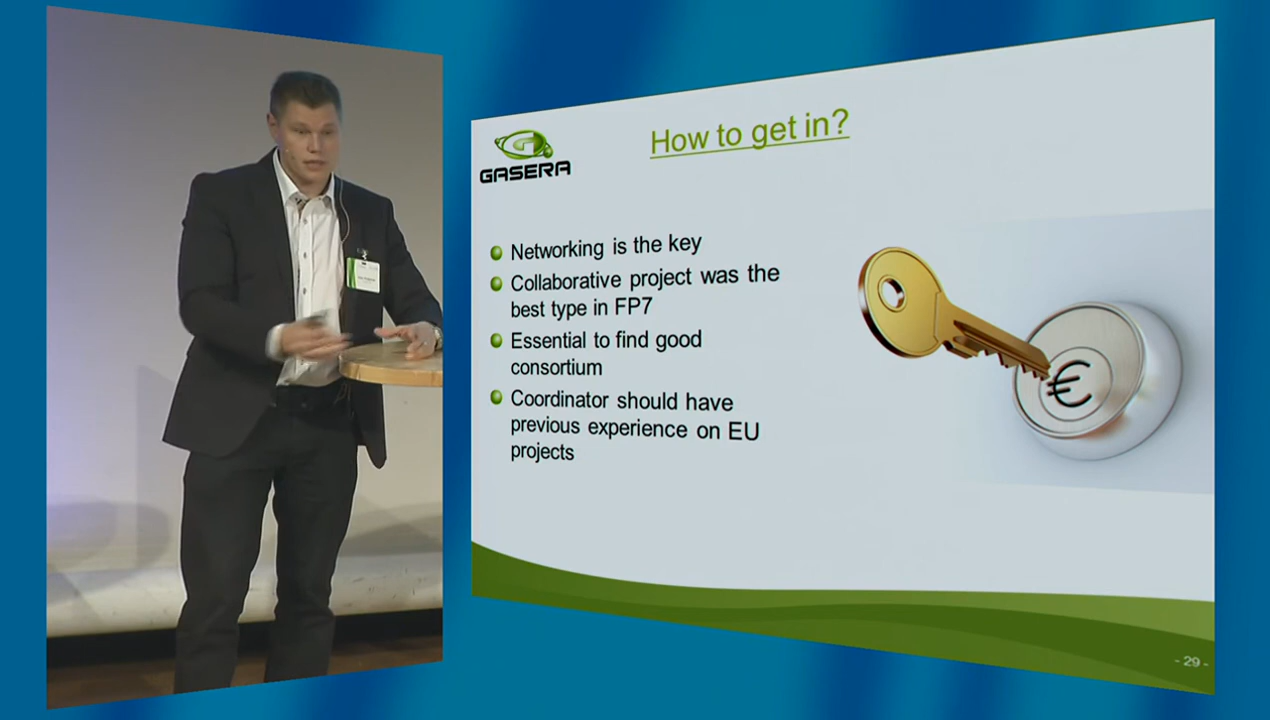 GASERA
How to get in?
Networking is the key
Collaborative project was the
best type in FP7
Essential to find good
consortium
Coordinator should have
previous experience on EU
projects
€
- 29 -